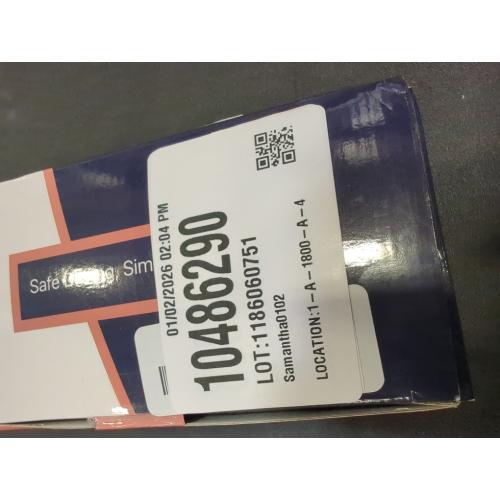 01/02/2026 02:04 PM
10486290
LOT:1186060751
Samantha0102
LOCATION:1-A-1800-A-4
Safe
Sim